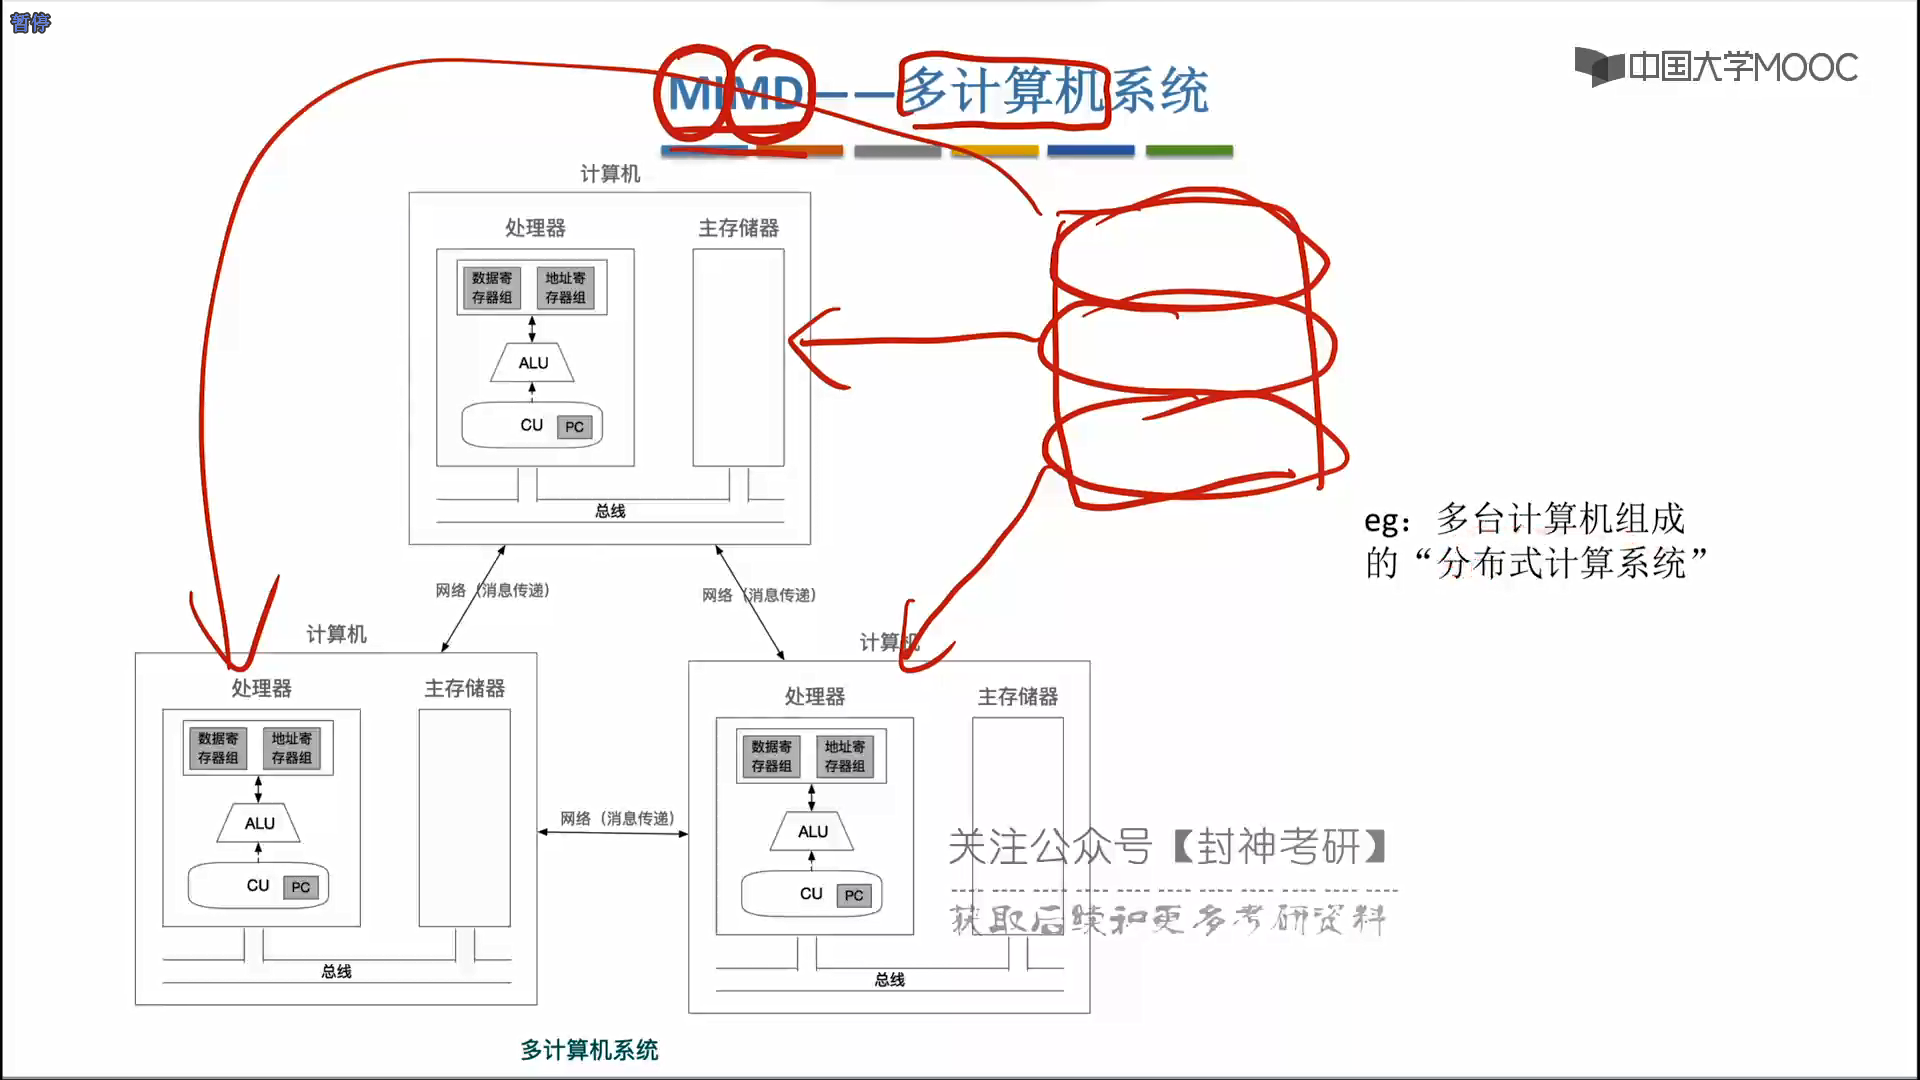 暂停
中国大学MOOC
MIMD——多计算机系统
计算机
处理器
主存储器
数据寄
存器组
地址寄
存器组
ALU
CU
PC
总线
eg：多台计算机组成
的“分布式计算系统”
网络（消息传递）
网络（消息传递）
计算机
处理器
主存储器
数据寄
存器组
地址寄
存器组
ALU
CU
PC
总线
网络（消息传递）
计算机
处理器
主存储器
数据寄
存器组
地址寄
存器组
ALU
CU
PC
总线
关注公众号【封神考研】
获取后续和更多考研资料
多计算机系统